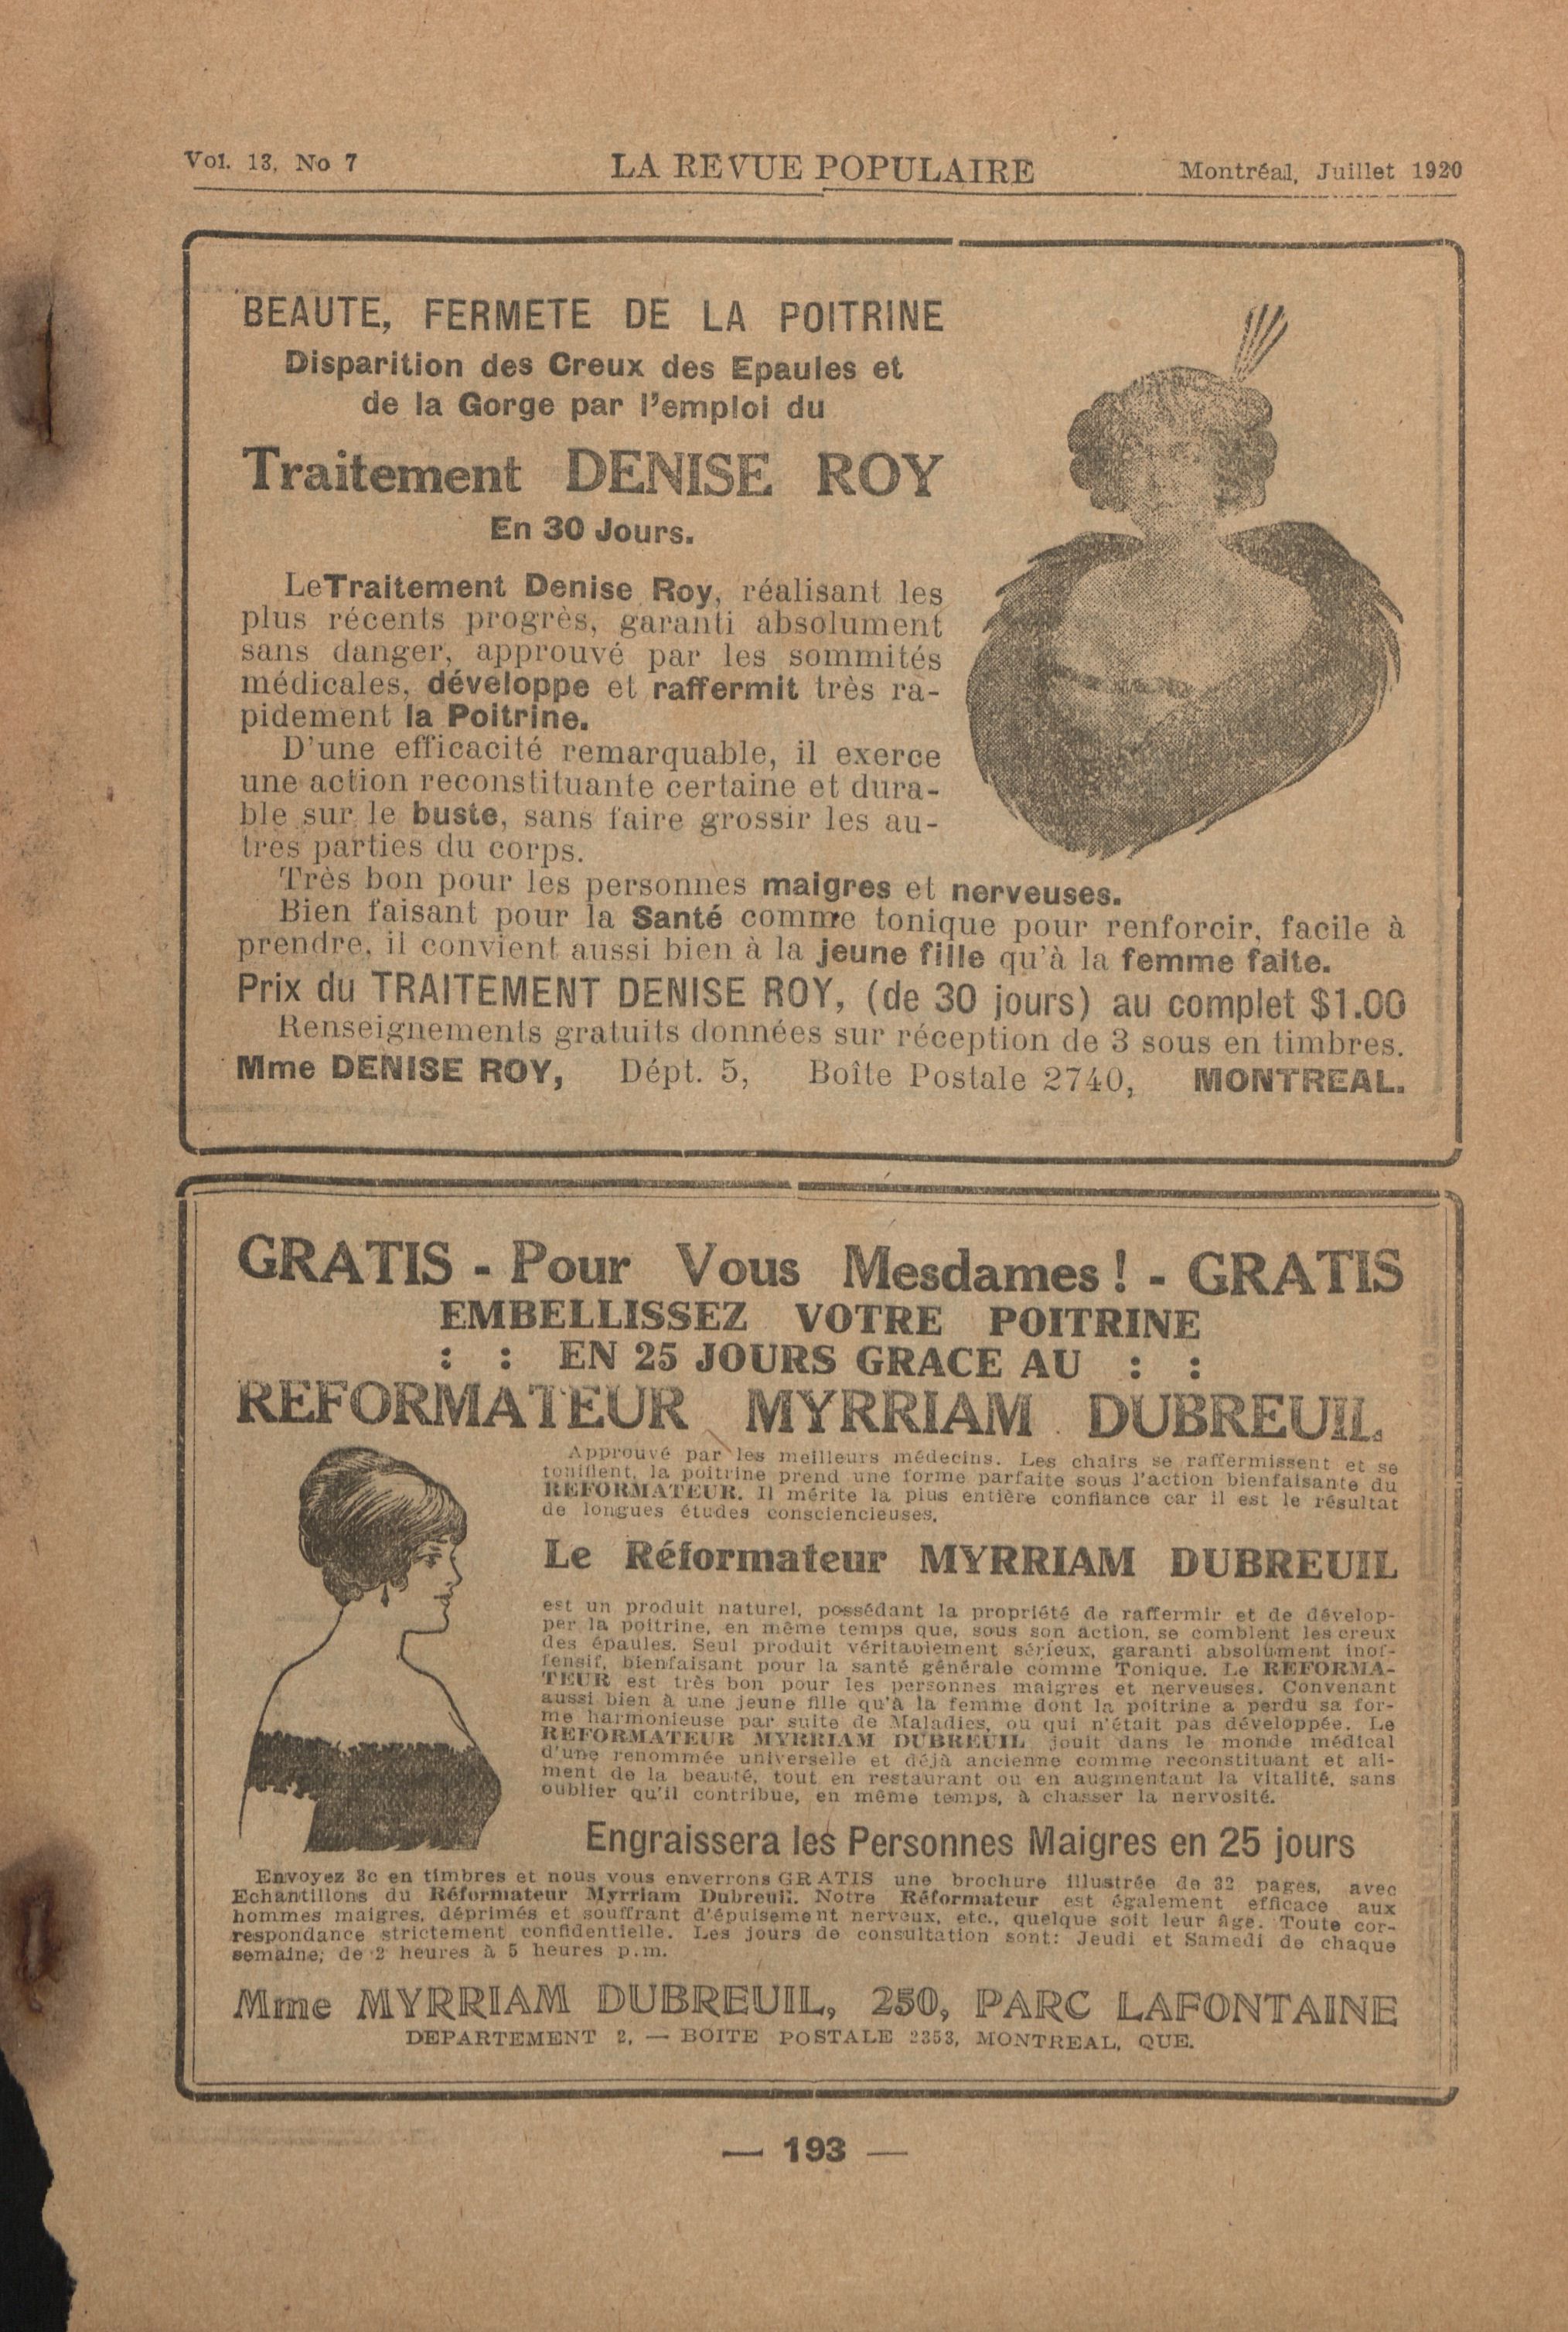 Vol. 13, No 7
LA REVUE POPULAIRE
Montréal, Juillet 1920
BEAUTE, FERMETE DE LA POITRINE
Disparition des Creux des Epaules et
de la Gorge par l'emploi du
Traitement DENISE ROY
En 30 Jours.
Le Traitement Denise Roy, réalisant les
plus récents progrès, garanti absolument
sans danger, approuvé par les sommités
médicales, développe et raffermit très ra-
pidement la Poitrine.
D'une efficacité remarquable, il exerce
une action reconstituante certaine et dura-
ble sur le buste, sans faire grossir les au-
tres parties du corps.
Très bon pour les personnes maigres et nerveuses.
Bien faisant pour la Santé comme tonique pour renforcir, facile à
prendre, il convient aussi bien à la jeune fille qu'à la femme faite.
Prix du TRAITEMENT DENISE ROY, (de 30 jours) au complet $1.00
Renseignements gratuits données sur réception de 3 sous en timbres.
Mme DENISE ROY, Dépt. 5, Boîte Postale 2740, MONTREAL.
GRATIS - Pour Vous Mesdames ! - GRATIS
EMBELLISSEZ VOTRE POITRINE
: : EN 25 JOURS GRACE AU : :
REFORMATEUR MYRRIAM DUBREUIL
Approuvé par les meilleurs médecins. Les chairs se raffermissent et se
tonifient, la poitrine prend une forme parfaite sous l'action bienfaisante du
REFORMATEUR. Il mérite la plus entière confiance car il est le résultat
de longues études consciencieuses.
Le Réformateur MYRRIAM DUBREUIL
est un produit naturel, possédant la propriété de raffermir et de dévelop-
per la poitrine, en même temps que, sous son action, se comblent les creux
des épaules. Seul produit véritablement sérieux, garanti absolument inof-
fensif, bienfaisant pour la santé générale comme Tonique. Le REFORMA-
TEUR est très bon pour les personnes maigres et nerveuses. Convenant
aussi bien à une jeune fille qu'à la femme dont la poitrine a perdu sa for-
me harmonieuse par suite de Maladies, ou qui n'était pas développée. Le
REFORMATEUR MYRRIAM DUBREUIL jouit dans le monde médical
d'une renommée universelle et déjà ancienne comme reconstituant et ali-
ment de la beauté, tout en restaurant ou en augmentant la vitalité, sans
oublier qu'il contribue, en même temps, à chasser la nervosité.
Engraissera les Personnes Maigres en 25 jours
Envoyez 3c en timbres et nous vous enverrons GRATIS une brochure illustrée de 32 pages, avec
Echantillons du Réformateur Myrriam Dubreuil. Notre Réformateur est également efficace aux
hommes maigres, déprimés et souffrant d'épuisement nerveux, etc., quelque soit leur âge. Toute cor-
respondance strictement confidentielle. Les jours de consultation sont: Jeudi et Samedi de chaque
semaine; de 2 heures à 5 heures p.m.
Mme MYRRIAM DUBREUIL, 250, PARC LAFONTAINE
DEPARTEMENT 2, — BOITE POSTALE 2353, MONTREAL, QUE.
— 193 —